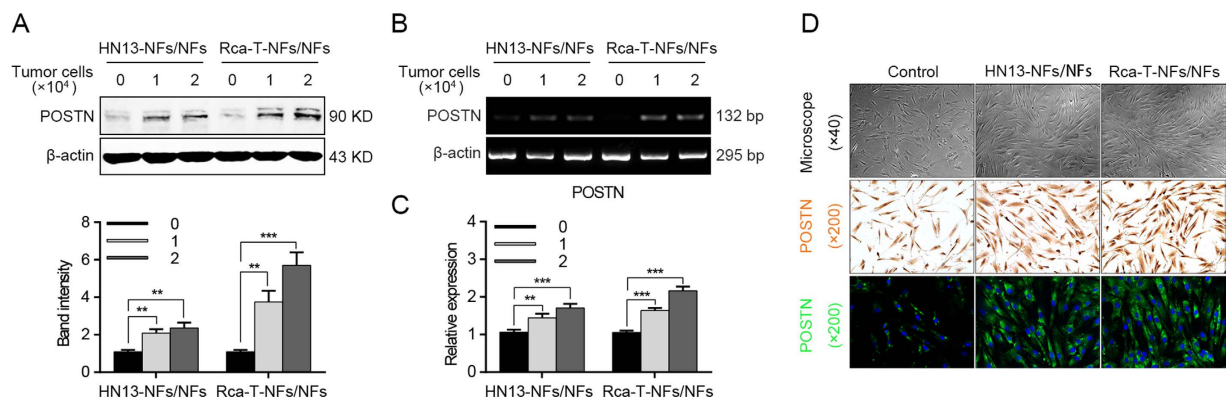 A
HN13-NFs/NFs Rca-T-NFs/NFs
Tumor cells
(×10⁴)
0 1 2 0 1 2
POSTN 90 KD
β-actin 43 KD
Band intensity
8
6
4
2
0
0
1
2
** ** ** ***
HN13-NFs/NFs Rca-T-NFs/NFs
B
HN13-NFs/NFs Rca-T-NFs/NFs
Tumor cells
(×10⁴)
0 1 2 0 1 2
POSTN 132 bp
β-actin 295 bp
C
POSTN
Relative expression
4
3
2
1
0
0
1
2
** *** *** ***
HN13-NFs/NFs Rca-T-NFs/NFs
D
Control HN13-NFs/NFs Rca-T-NFs/NFs
Microscope
(×40)
POSTN
(×200)
POSTN
(×200)